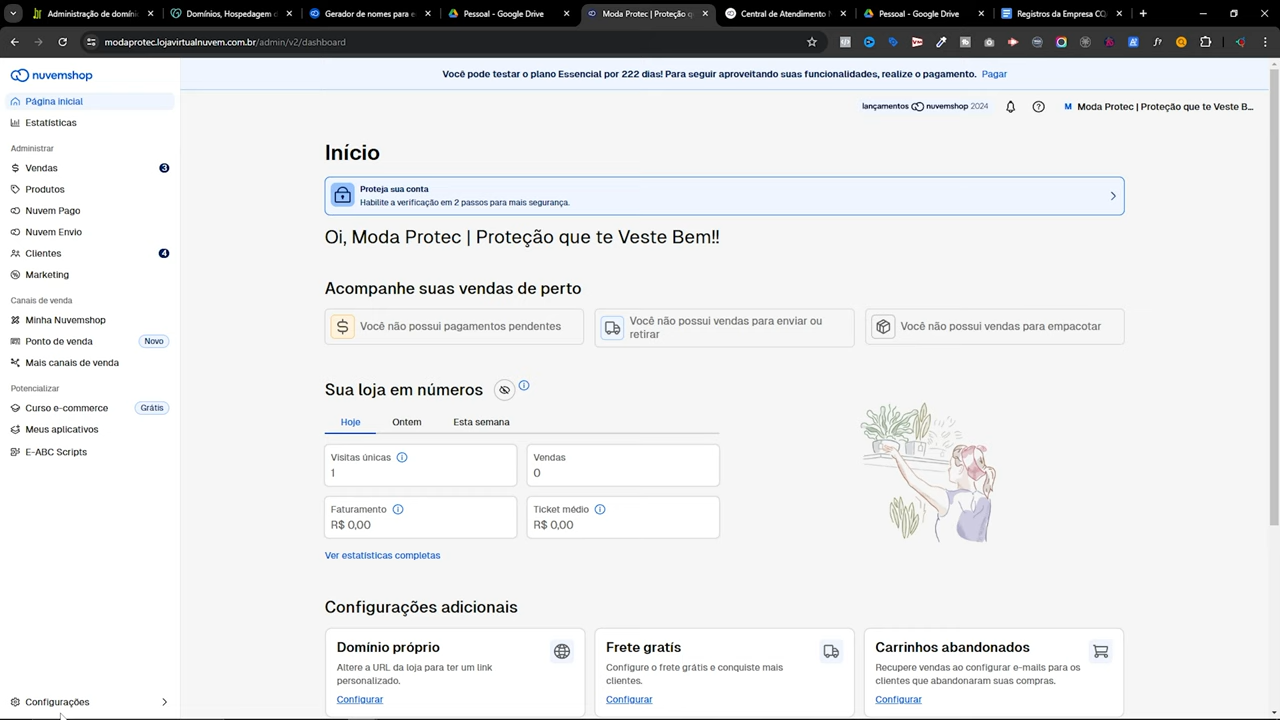 Administração de domíni
Domínios, Hospedagem d
Gerador de nomes para e
Pessoal - Google Drive
Moda Protec | Proteção qu
Central de Atendimento N
Pessoal - Google Drive
Registros da Empresa CO
modaprotec.lojavirtualnuvem.com.br/admin/v2/dashboard
nuvemshop
Você pode testar o plano Essencial por 222 dias! Para seguir aproveitando suas funcionalidades, realize o pagamento. Pagar
Página inicial
Estatísticas
Administrar
Vendas 3
Produtos
Nuvem Pago
Nuvem Envio
Clientes 4
Marketing
Canais de venda
Minha Nuvemshop
Ponto de venda Novo
Mais canais de venda
Potencializar
Curso e-commerce Grátis
Meus aplicativos
E-ABC Scripts
Configurações
lançamentos nuvemshop 2024
M Moda Protec | Proteção que te Veste B...
Início
Proteja sua conta
Habilite a verificação em 2 passos para mais segurança.
Oi, Moda Protec | Proteção que te Veste Bem!!
Acompanhe suas vendas de perto
Você não possui pagamentos pendentes
Você não possui vendas para enviar ou
retirar
Você não possui vendas para empacotar
Sua loja em números
Hoje Ontem Esta semana
Visitas únicas
1
Vendas
0
Faturamento
R$ 0,00
Ticket médio
R$ 0,00
Ver estatísticas completas
Configurações adicionais
Domínio próprio
Altere a URL da loja para ter um link
personalizado.
Configurar
Frete gratís
Configure o frete grátis e conquiste mais
clientes.
Configurar
Carrinhos abandonados
Recupere vendas ao configurar e-mails para os
clientes que abandonaram suas compras.
Configurar